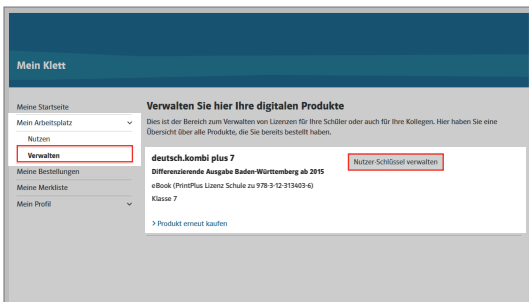 Mein Klett
Meine Startseite
Mein Arbeitsplatz
Nutzen
Verwalten
Meine Bestellungen
Meine Merkliste
Mein Profil
Verwalten Sie hier Ihre digitalen Produkte
Dies ist der Bereich zum Verwalten von Lizenzen für Ihre Schüler oder auch für Ihre Kollegen. Hier haben Sie eine
Übersicht über alle Produkte, die Sie bereits bestellt haben.
deutsch.kombi plus 7
Differenzierende Ausgabe Baden-Württemberg ab 2015
eBook (PrintPlus Lizenz Schule zu 978-3-12-313403-6)
Klasse 7
Nutzer-Schlüssel verwalten
> Produkt erneut kaufen